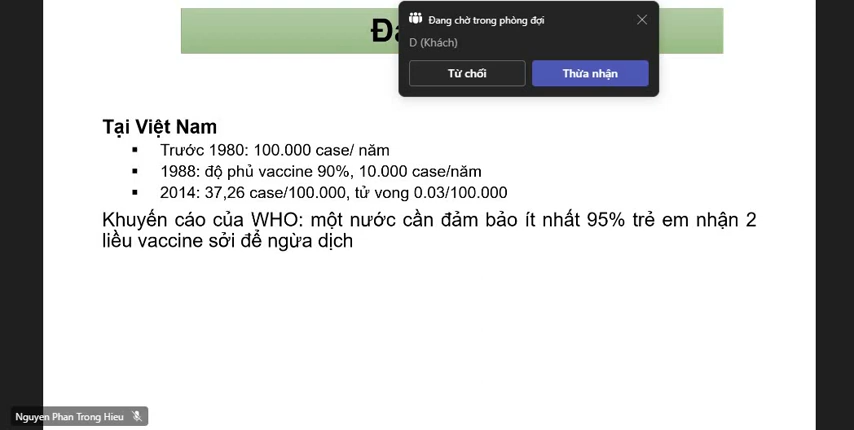 Đang chờ trong phòng đợi
D (Khách)
Từ chối
Thừa nhận
Tại Việt Nam
▪ Trước 1980: 100.000 case/ năm
▪ 1988: độ phủ vaccine 90%, 10.000 case/năm
▪ 2014: 37,26 case/100.000, tử vong 0.03/100.000
Khuyến cáo của WHO: một nước cần đảm bảo ít nhất 95% trẻ em nhận 2
liều vaccine sởi để ngừa dịch
Nguyen Phan Trong Hieu